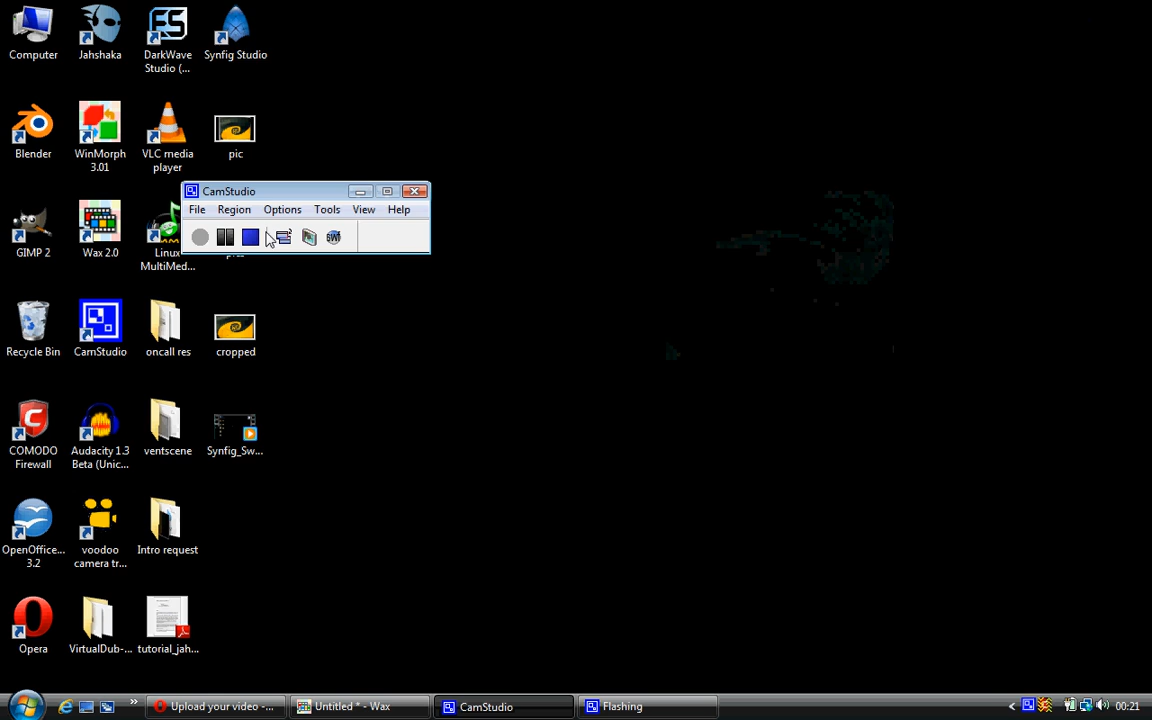 Computer
Jahshaka
DarkWave
Studio (...
Synfig Studio
Blender
WinMorph
3.01
VLC media
player
pic
CamStudio
File Region Options Tools View Help
SWF
GIMP 2
Wax 2.0
Linux
MultiMed...
Recycle Bin
CamStudio
oncall res
cropped
COMODO
Firewall
Audacity 1.3
Beta (Unic...
ventscene
Synfig_Sw...
OpenOffice...
3.2
voodoo
camera tr...
Intro request
Opera
VirtualDub-...
tutorial_jah...
Upload your video -...
Untitled * - Wax
CamStudio
Flashing
00:21